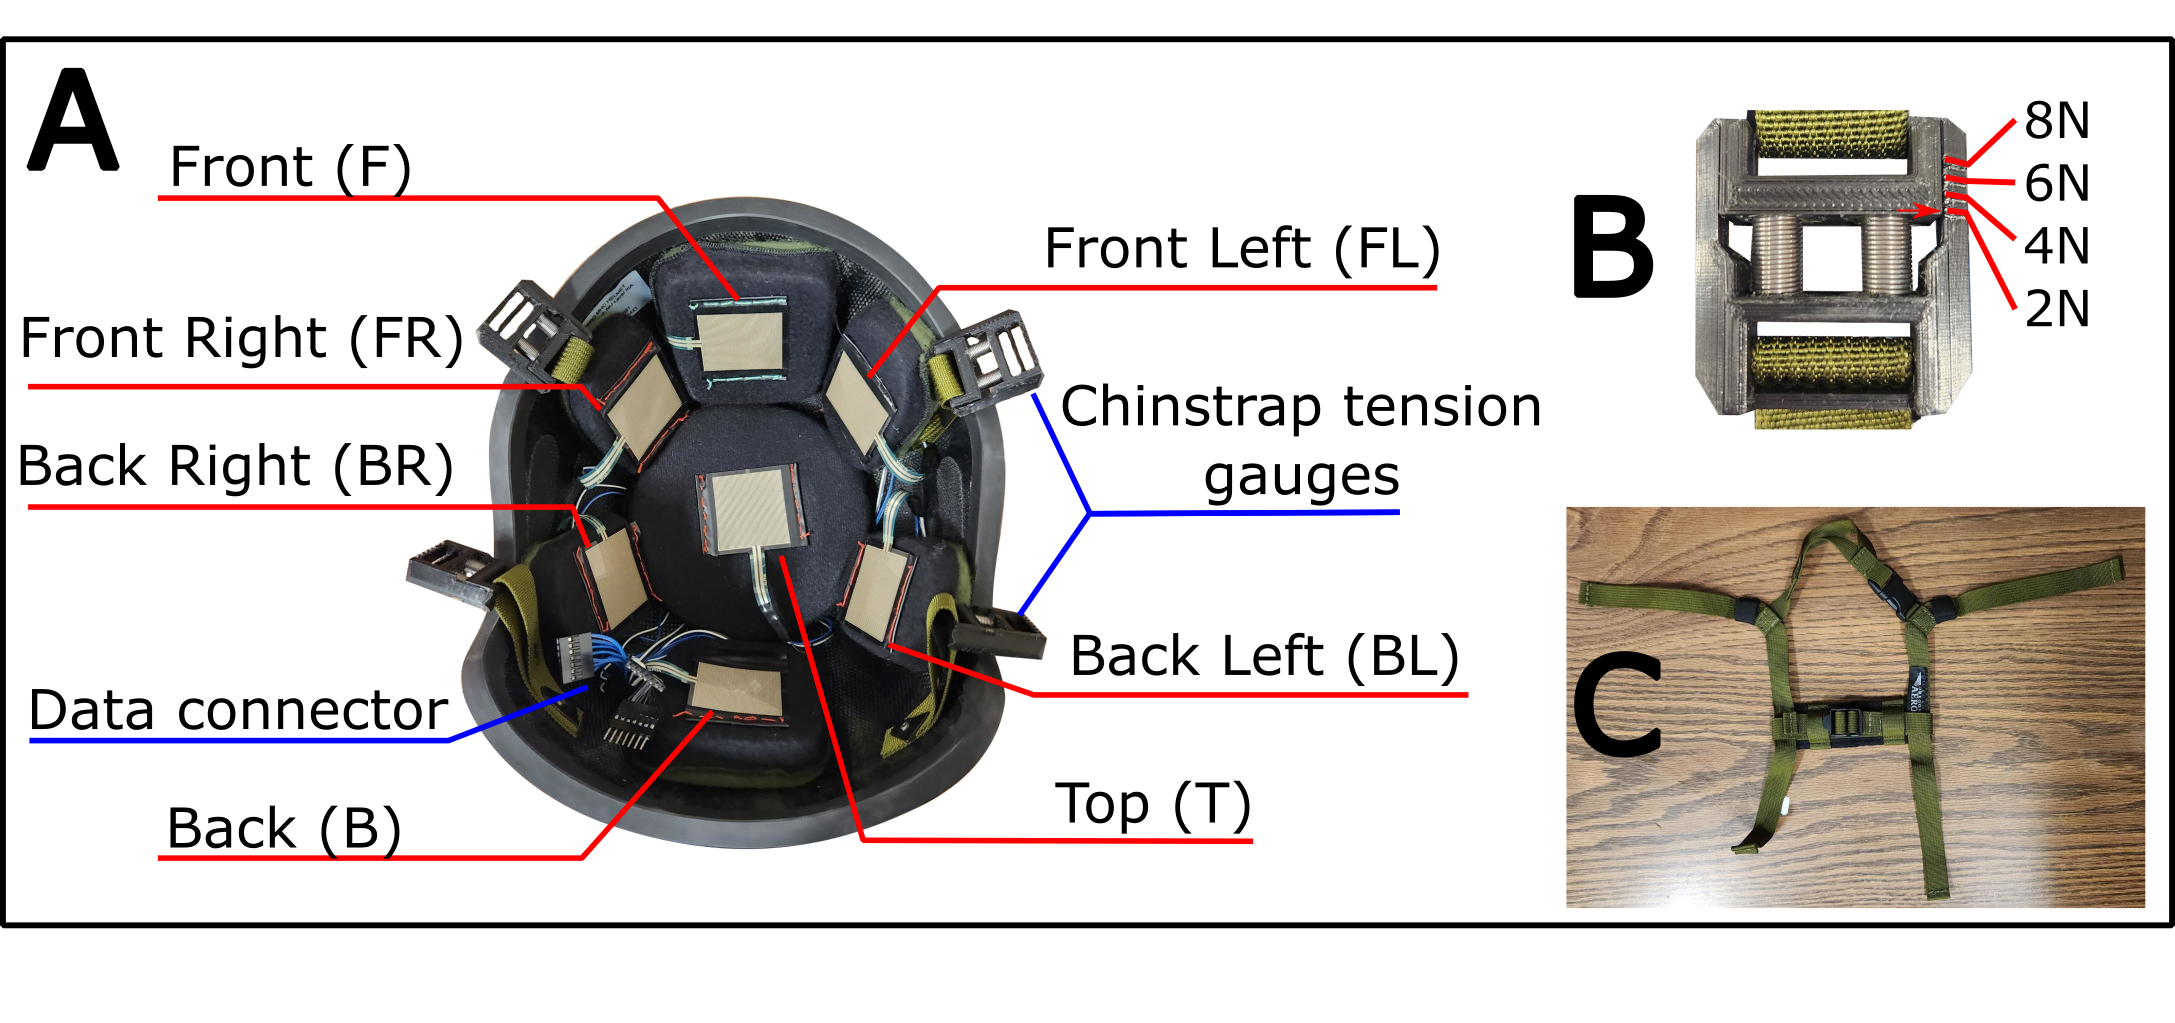 A
Front (F)
Front Left (FL)
Front Right (FR)
Chinstrap tension
gauges
Back Right (BR)
Back Left (BL)
Data connector
Top (T)
Back (B)
B
8N
6N
4N
2N
C
AERO